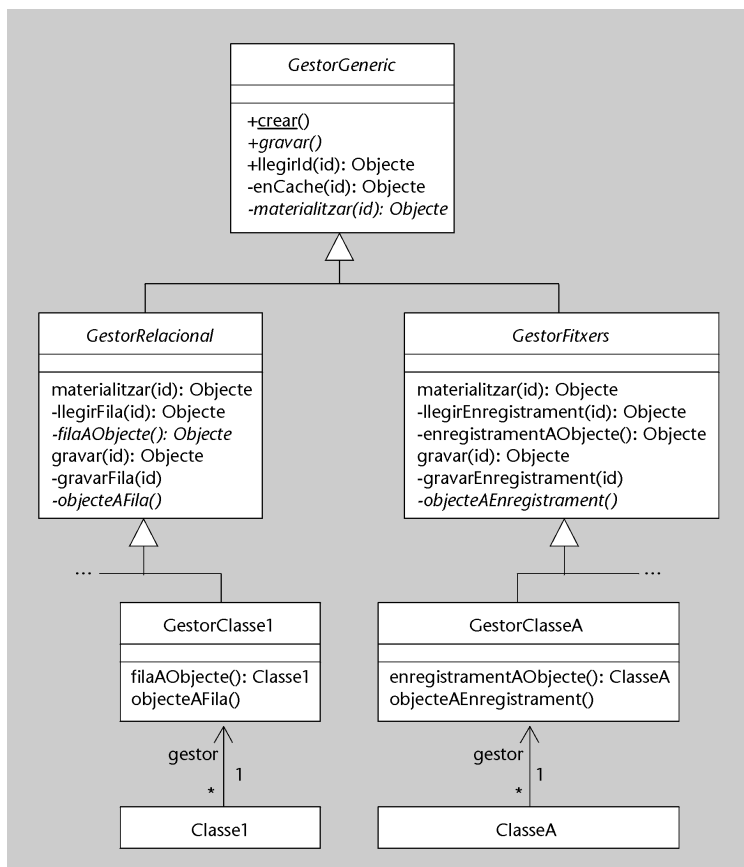 GestorGeneric
+crear()
+gravar()
+llegirId(id): Objecte
-enCache(id): Objecte
-materialitzar(id): Objecte
GestorRelacional
materialitzar(id): Objecte
-llegirFila(id): Objecte
-filaAObjecte(): Objecte
gravar(id): Objecte
-gravarFila(id)
-objecteAFila()
GestorFitxers
materialitzar(id): Objecte
-llegirEnregistrament(id): Objecte
-enregistramentAObjecte(): Objecte
gravar(id): Objecte
-gravarEnregistrament(id)
-objecteAEnregistrament()
...
...
GestorClasse1
filaAObjecte(): Classe1
objecteAFila()
GestorClasseA
enregistramentAObjecte(): ClasseA
objecteAEnregistrament()
gestor
1
*
Classe1
gestor
1
*
ClasseA